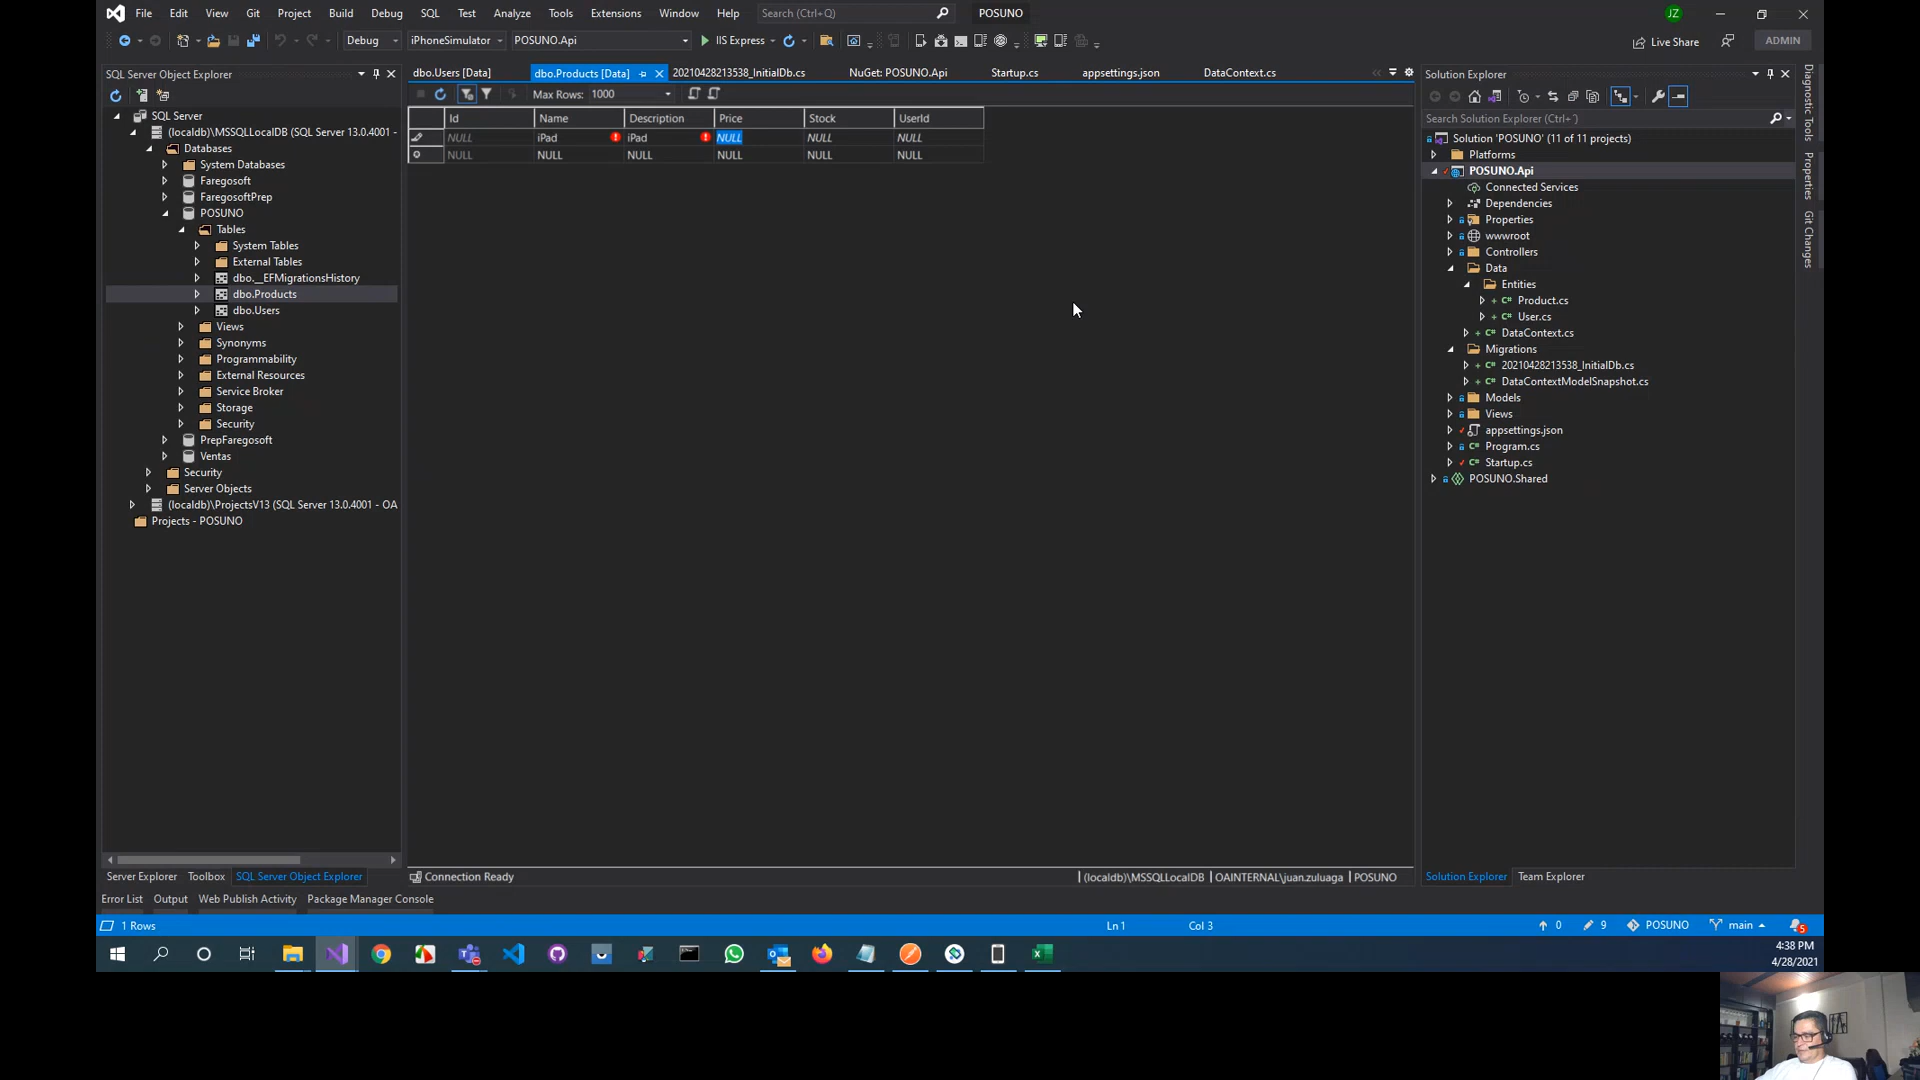 File Edit View Git Project Build Debug SQL Test Analyze Tools Extensions Window Help Search (Ctrl+Q) POSUNO JZ
Debug iPhoneSimulator POSUNO.Api IIS Express Live Share ADMIN
SQL Server Object Explorer
SQL Server
(localdb)\MSSQLLocalDB (SQL Server 13.0.4001 -
Databases
System Databases
Faregosoft
FaregosoftPrep
POSUNO
Tables
System Tables
External Tables
dbo.__EFMigrationsHistory
dbo.Products
dbo.Users
Views
Synonyms
Programmability
External Resources
Service Broker
Storage
Security
PrepFaregosoft
Ventas
Security
Server Objects
(localdb)\ProjectsV13 (SQL Server 13.0.4001 - OA
Projects - POSUNO
Server Explorer Toolbox SQL Server Object Explorer
dbo.Users [Data] dbo.Products [Data] 20210428213538_InitialDb.cs NuGet: POSUNO.Api Startup.cs appsettings.json DataContext.cs
Max Rows: 1000
Id Name Description Price Stock UserId
NULL iPad iPad NULL NULL NULL
NULL NULL NULL NULL NULL NULL
Connection Ready (localdb)\MSSQLLocalDB OAINTERNAL\juan.zuluaga POSUNO
Solution Explorer
Search Solution Explorer (Ctrl+¨)
Solution 'POSUNO' (11 of 11 projects)
Platforms
POSUNO.Api
Connected Services
Dependencies
Properties
wwwroot
Controllers
Data
Entities
Product.cs
User.cs
DataContext.cs
Migrations
20210428213538_InitialDb.cs
DataContextModelSnapshot.cs
Models
Views
appsettings.json
Program.cs
Startup.cs
POSUNO.Shared
Solution Explorer Team Explorer
Diagnostic Tools
Properties
Git Changes
Error List Output Web Publish Activity Package Manager Console
1 Rows Ln 1 Col 3 0 9 POSUNO main 5
4:38 PM
4/28/2021